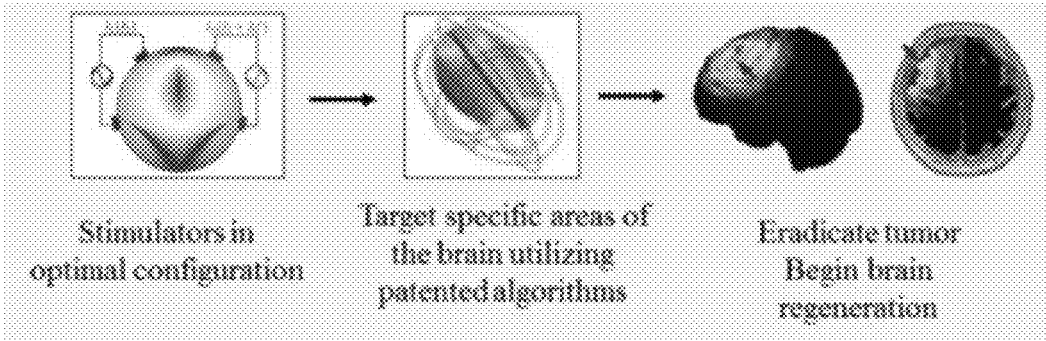 Stimulators in
optimal configuration
Target specific areas of
the brain utilizing
patented algorithms
Eradicate tumor
Begin brain
regeneration